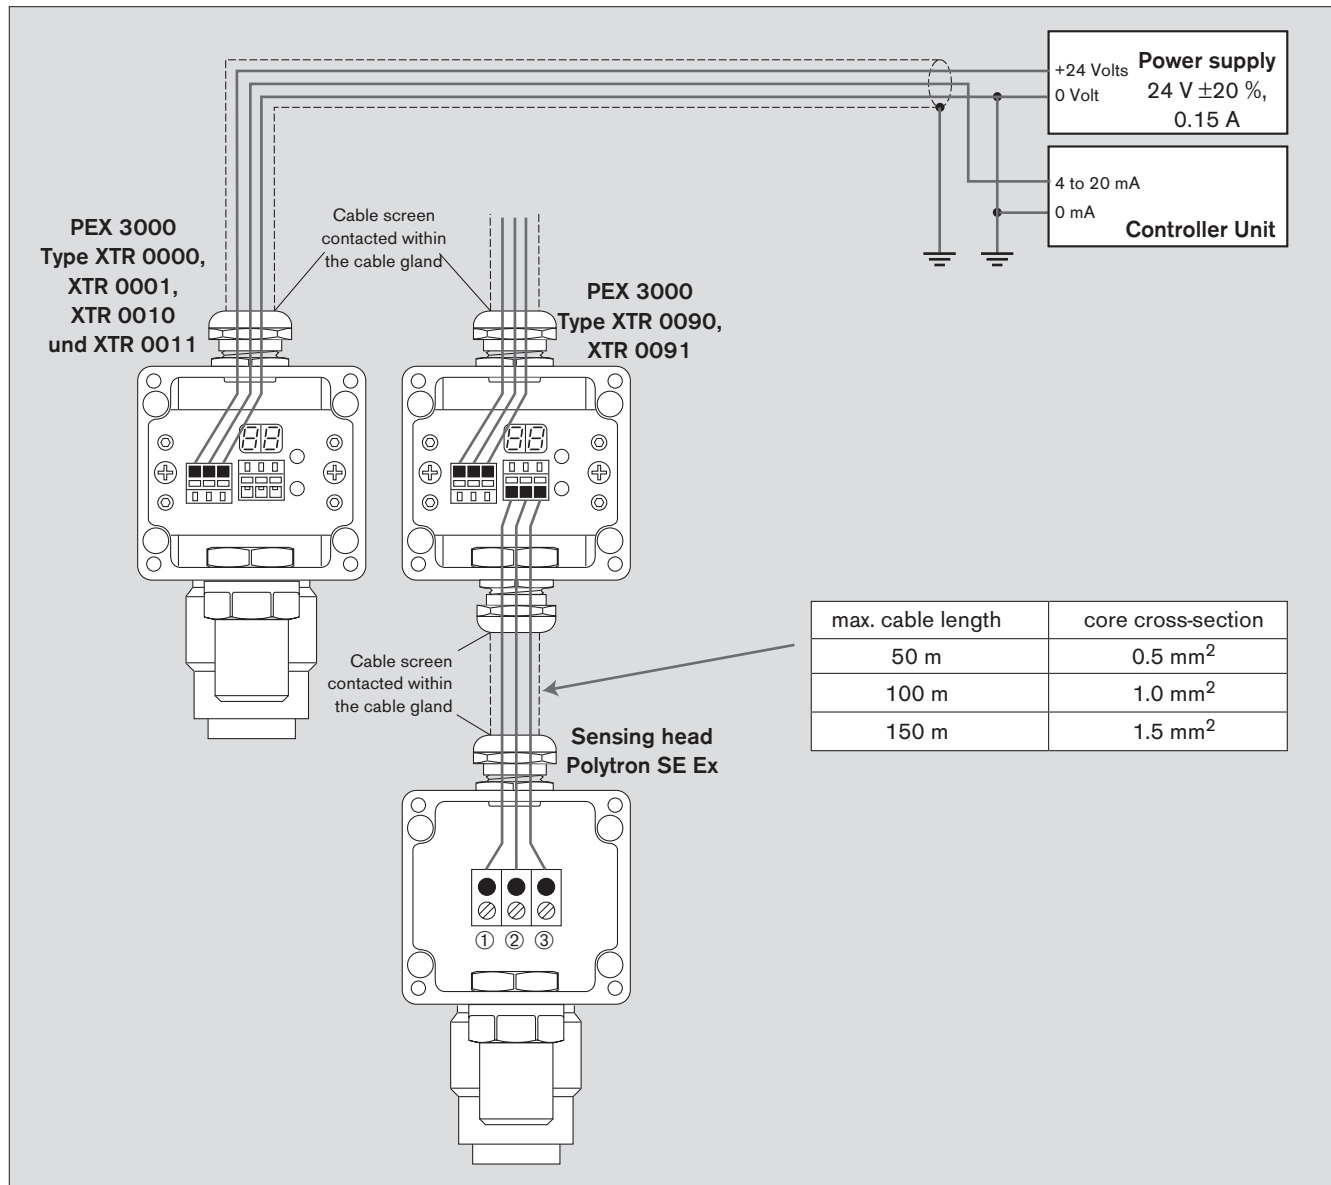 +24 Volts
0 Volt
Power supply
24 V ±20 %,
0.15 A
4 to 20 mA
0 mA
Controller Unit
PEX 3000
Type XTR 0000,
XTR 0001,
XTR 0010
und XTR 0011
Cable screen
contacted within
the cable gland
PEX 3000
Type XTR 0090,
XTR 0091
88
88
max. cable length core cross-section
50 m 0.5 mm²
100 m 1.0 mm²
150 m 1.5 mm²
Cable screen
contacted within
the cable gland
Sensing head
Polytron SE Ex
① ② ③